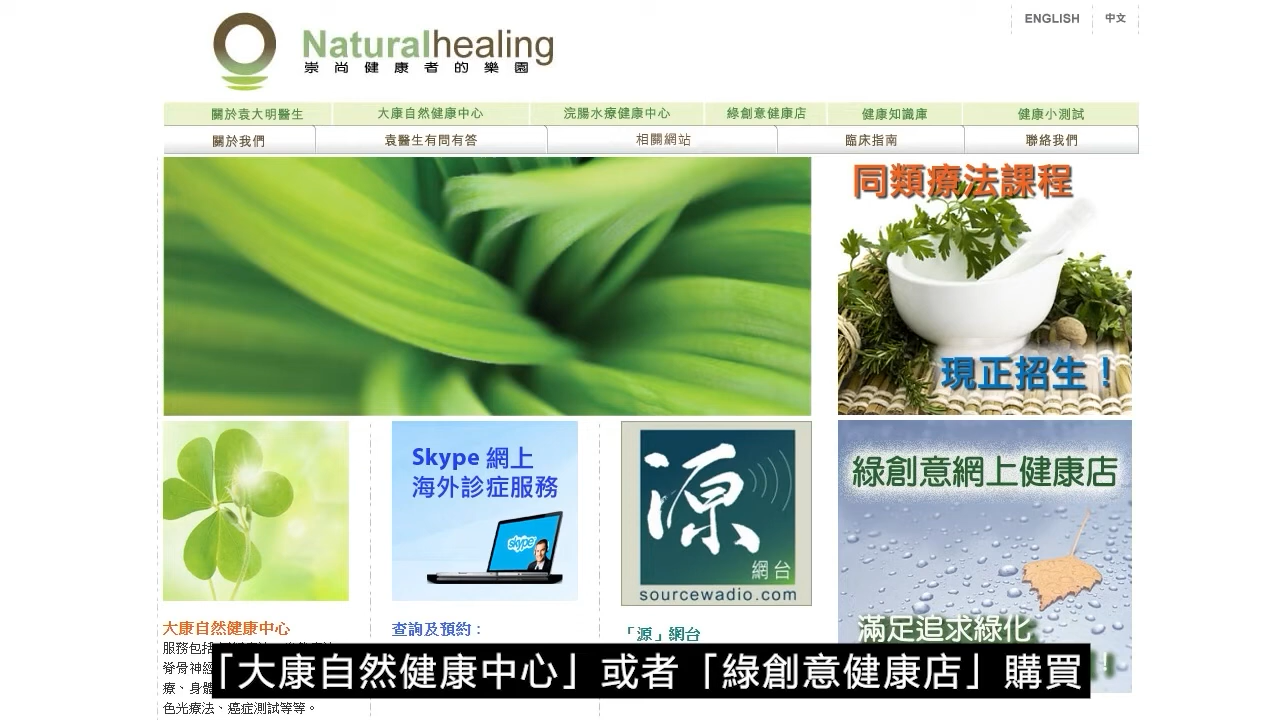 ENGLISH
中文
Naturalhealing
崇尚健康者的樂園
關於袁大明醫生
大康自然健康中心
浣腸水療健康中心
綠創意健康店
健康知識庫
健康小測試
關於我們
袁醫生有問有答
相關網站
臨床指南
聯絡我們
同類療法課程
現正招生！
Skype 網上
海外診症服務
skype
源
網台
sourcewadio.com
綠創意網上健康店
滿足追求綠化
大康自然健康中心
查詢及預約：
「源」網台
服務包括
脊骨神經
療、身體
色光療法、癌症測試等等。
「大康自然健康中心」或者「綠創意健康店」購買